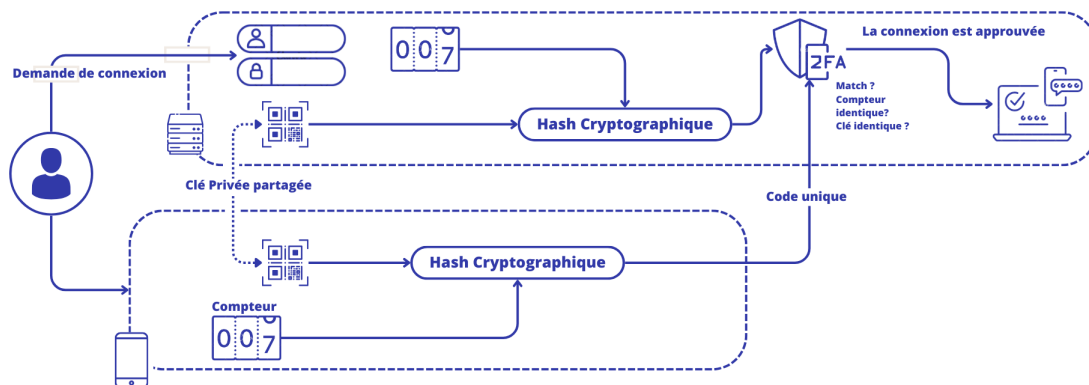 La connexion est approuvée
007
Demande de connexion
2FA
Match ?
Compteur
identique?
Clé identique ?
Hash Cryptographique
Clé Privée partagée
Code unique
Hash Cryptographique
Compteur
007